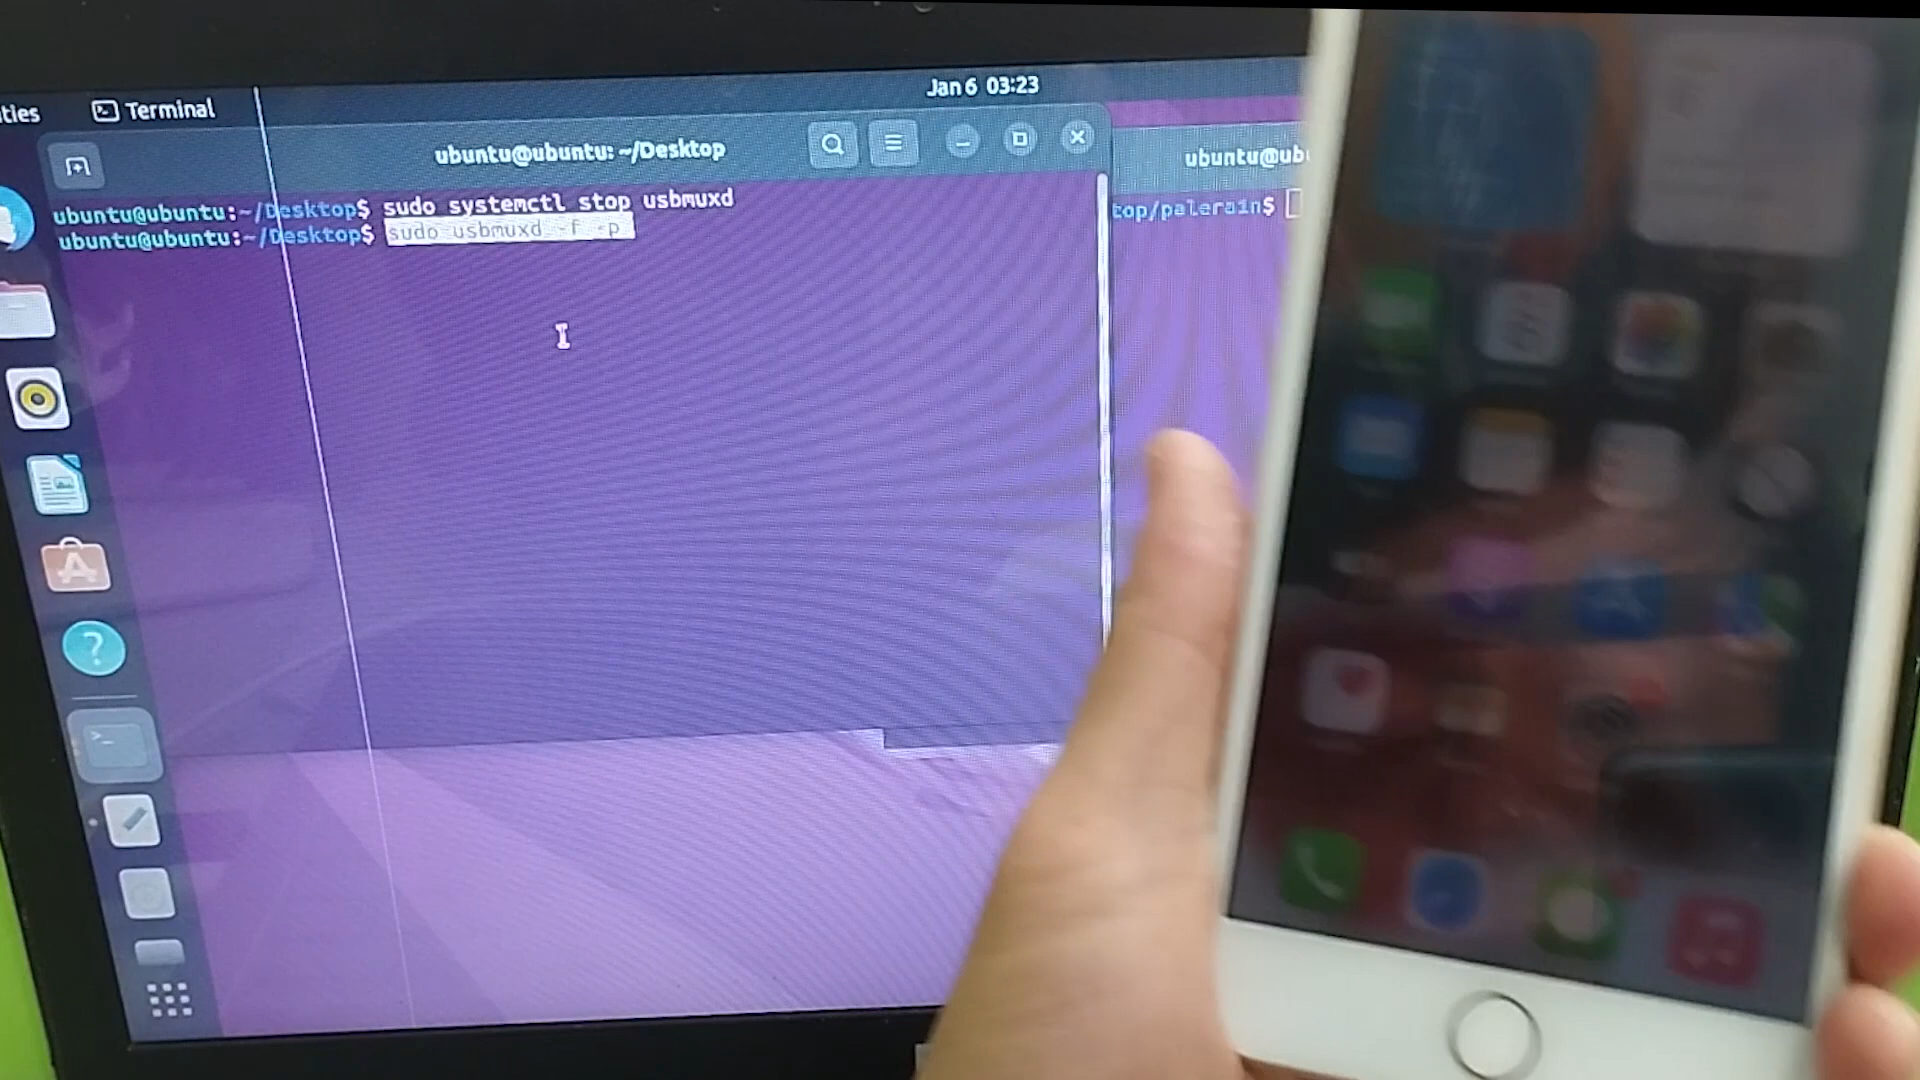 ties
Terminal
Jan 6 03:23
ubuntu@ubuntu: ~/Desktop
ubuntu@ubuntu:~/Desktop$ sudo systemctl stop usbmuxd
ubuntu@ubuntu:~/Desktop$ sudo usbmuxd -f -p
ubuntu@ub
top/palera1n$